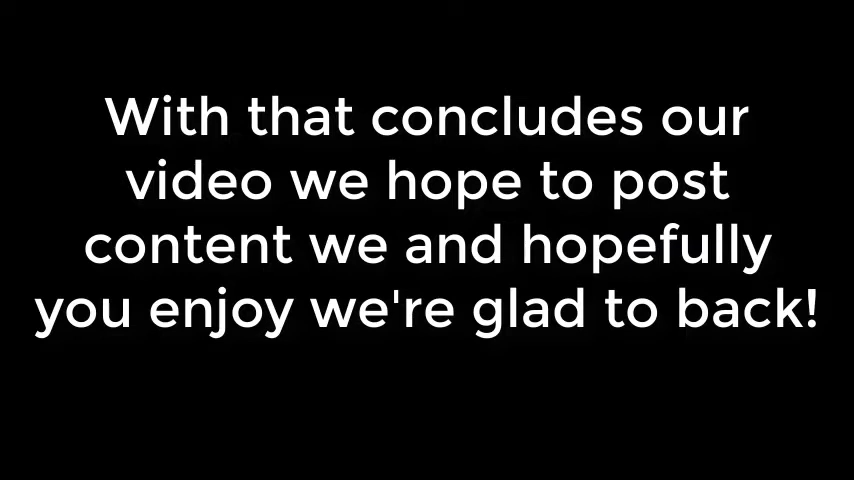 With that concludes our
video we hope to post
content we and hopefully
you enjoy we're glad to back!